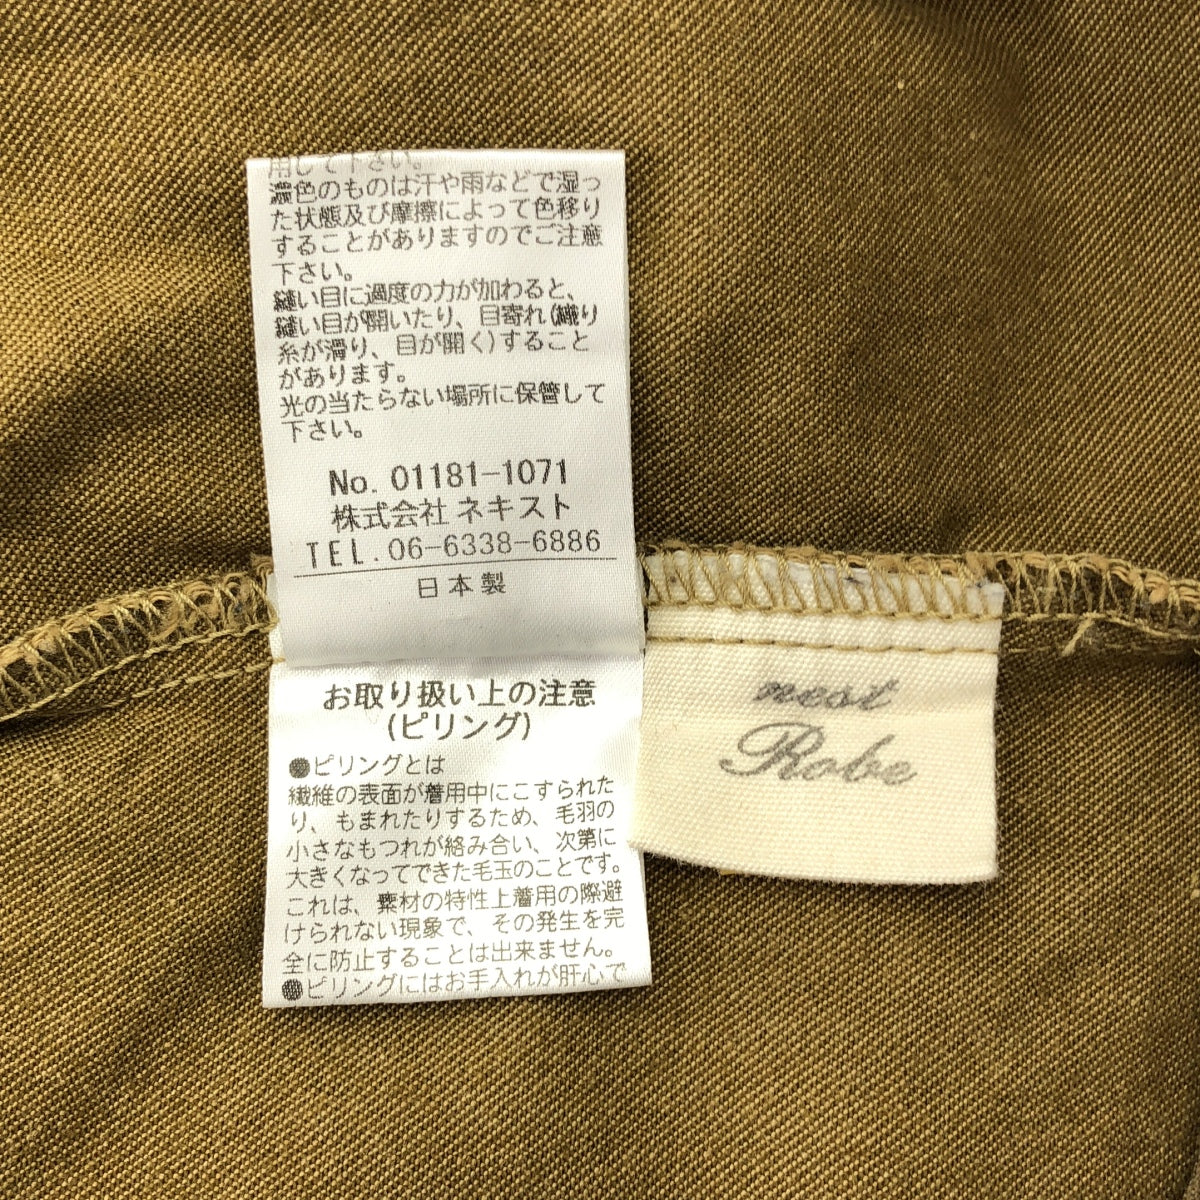 用して下さい。
濃色のものは汗や雨などで湿っ
た状態及び摩擦によって色移り
することがありますのでご注意
下さい。
縫い目に過度の力が加わると、
縫い目が開いたり、目寄れ(織り
糸が滑り、目が開く)すること
があります。
光の当たらない場所に保管して
下さい。
No. 01181-1071
株式会社 ネキスト
TEL.06-6338-6886
日本製
お取り扱い上の注意
(ピリング)
●ピリングとは
繊維の表面が着用中にこすられた
り、もまれたりするため、毛羽の
小さなもつれが絡み合い、次第に
大きくなってできた毛玉のことです。
これは、素材の特性上着用の際避
けられない現象で、その発生を完
全に防止することは出来ません。
●ピリングにはお手入れが肝心で
nest
Robe